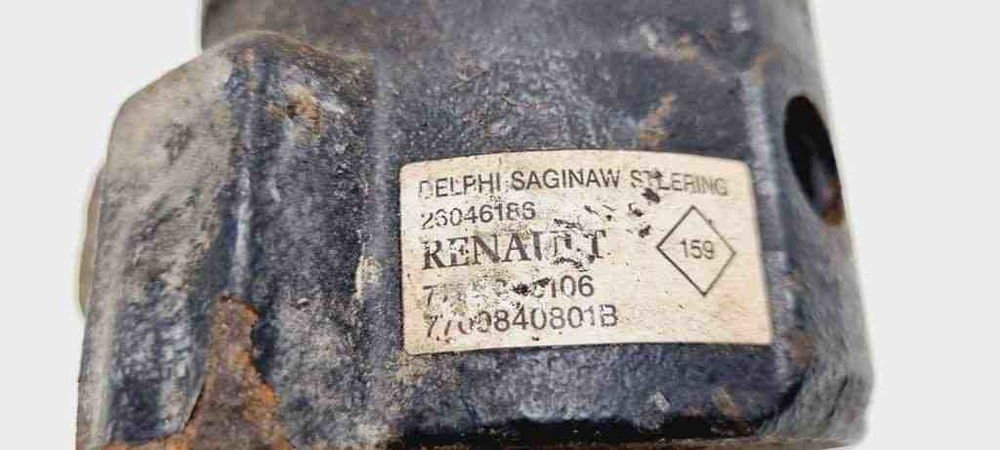 DELPHI SAGINAW STEERING
26046186
RENAULT
159
7700840801B